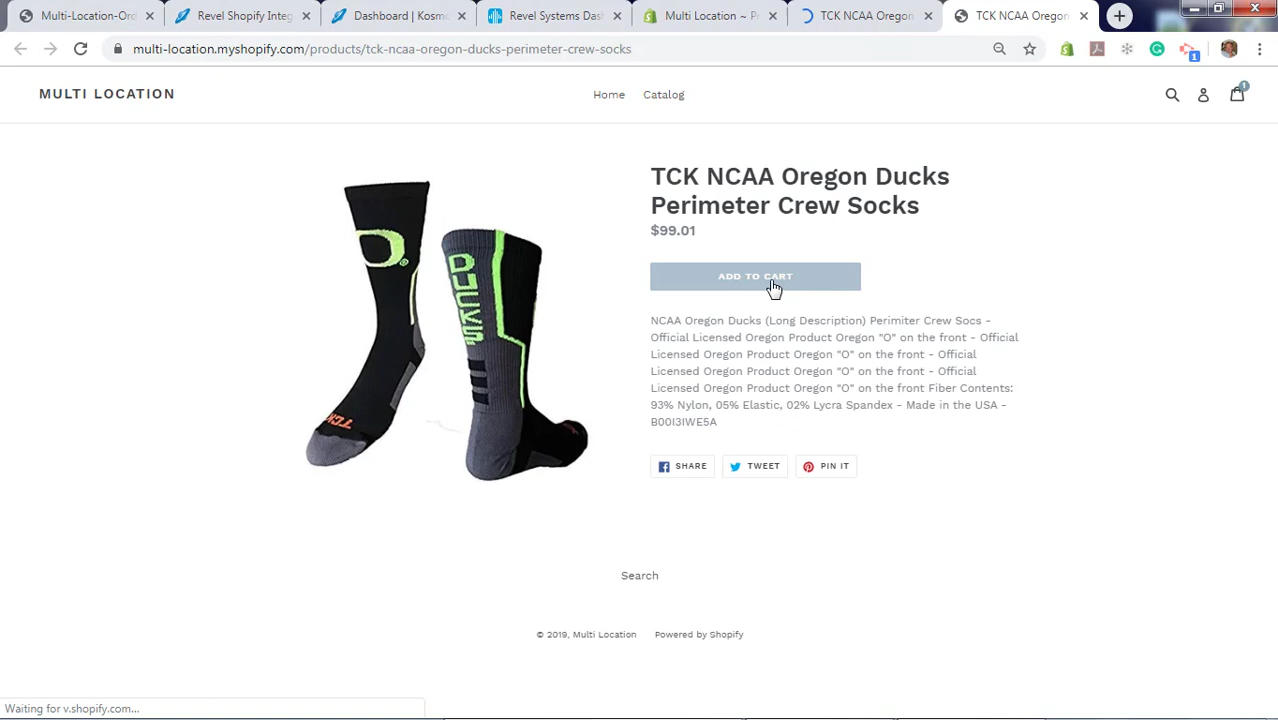 Multi-Location-Ord
Revel Shopify Integ
Dashboard | Kosmo
Revel Systems Das
Multi Location ~ Pr
TCK NCAA Oregon
TCK NCAA Oregon
multi-location.myshopify.com/products/tck-ncaa-oregon-ducks-perimeter-crew-socks
1
MULTI LOCATION
Home
Catalog
1
TCK NCAA Oregon Ducks
Perimeter Crew Socks
$99.01
ADD TO CART
NCAA Oregon Ducks (Long Description) Perimiter Crew Socs -
Official Licensed Oregon Product Oregon "O" on the front - Official
Licensed Oregon Product Oregon "O" on the front - Official
Licensed Oregon Product Oregon "O" on the front - Official
Licensed Oregon Product Oregon "O" on the front Fiber Contents:
93% Nylon, 05% Elastic, 02% Lycra Spandex - Made in the USA -
B00I3IWE5A
DUCKS
TCK
SHARE
TWEET
PIN IT
Search
© 2019, Multi Location
Powered by Shopify
Waiting for v.shopify.com...